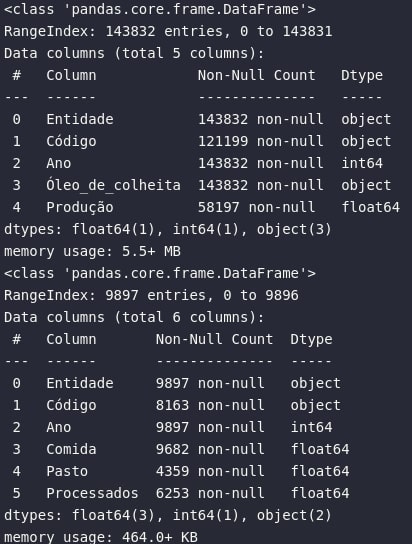 <class 'pandas.core.frame.DataFrame'>
RangeIndex: 143832 entries, 0 to 143831
Data columns (total 5 columns):
 #   Column            Non-Null Count   Dtype
---  ------            --------------   -----
 0   Entidade          143832 non-null  object
 1   Código            121199 non-null  object
 2   Ano               143832 non-null  int64
 3   Óleo_de_colheita  143832 non-null  object
 4   Produção          58197 non-null   float64
dtypes: float64(1), int64(1), object(3)
memory usage: 5.5+ MB
<class 'pandas.core.frame.DataFrame'>
RangeIndex: 9897 entries, 0 to 9896
Data columns (total 6 columns):
 #   Column       Non-Null Count  Dtype
---  ------       --------------  -----
 0   Entidade     9897 non-null   object
 1   Código       8163 non-null   object
 2   Ano          9897 non-null   int64
 3   Comida       9682 non-null   float64
 4   Pasto        4359 non-null   float64
 5   Processados  6253 non-null   float64
dtypes: float64(3), int64(1), object(2)
memory usage: 464.0+ KB